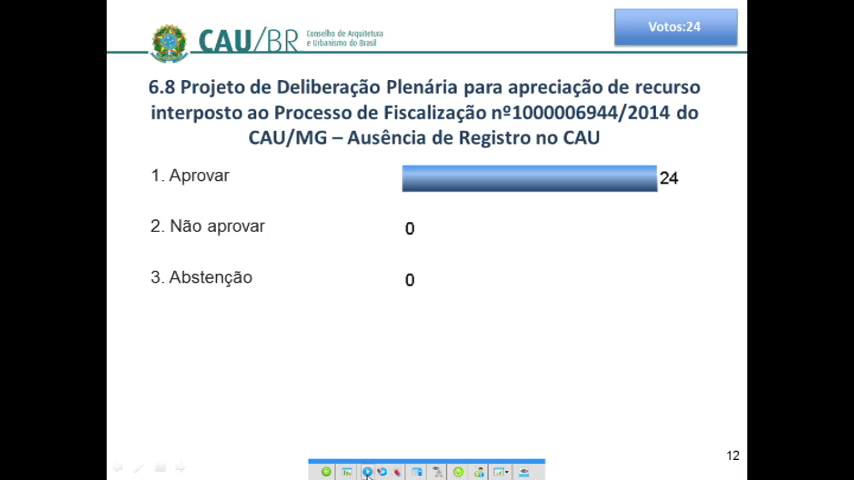 CAU/BR
Conselho de Arquitetura
e Urbanismo do Brasil
Votos:24
6.8 Projeto de Deliberação Plenária para apreciação de recurso
interposto ao Processo de Fiscalização nº1000006944/2014 do
CAU/MG – Ausência de Registro no CAU
1. Aprovar 24
2. Não aprovar 0
3. Abstenção 0
12